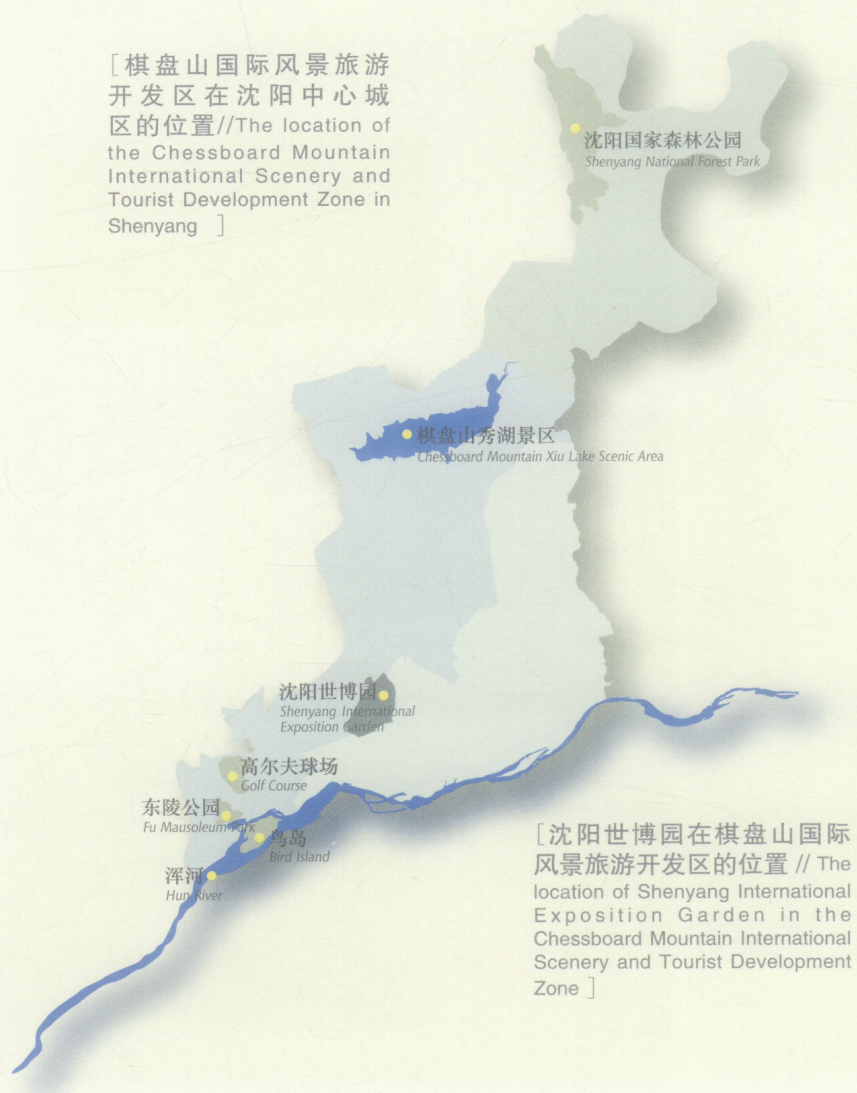 [棋盘山国际风景旅游
开发区在沈阳中心城
区的位置//The location of
the Chessboard Mountain
International Scenery and
Tourist Development Zone in
Shenyang ]
沈阳国家森林公园
Shenyang National Forest Park
棋盘山秀湖景区
Chessboard Mountain Xiu Lake Scenic Area
沈阳世博园
Shenyang International
Exposition Garden
高尔夫球场
Golf Course
东陵公园
Fu Mausoleum Park
鸟岛
Bird Island
浑河
Hun River
[沈阳世博园在棋盘山国际
风景旅游开发区的位置 // The
location of Shenyang International
Exposition Garden in the
Chessboard Mountain International
Scenery and Tourist Development
Zone ]